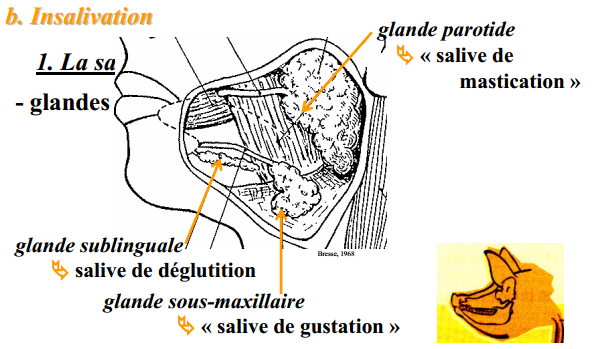 b. Insalivation
glande parotide
« salive de
mastication »
1. La sa
- glandes
Bresse, 1968
glande sublinguale
salive de déglutition
glande sous-maxillaire
« salive de gustation »